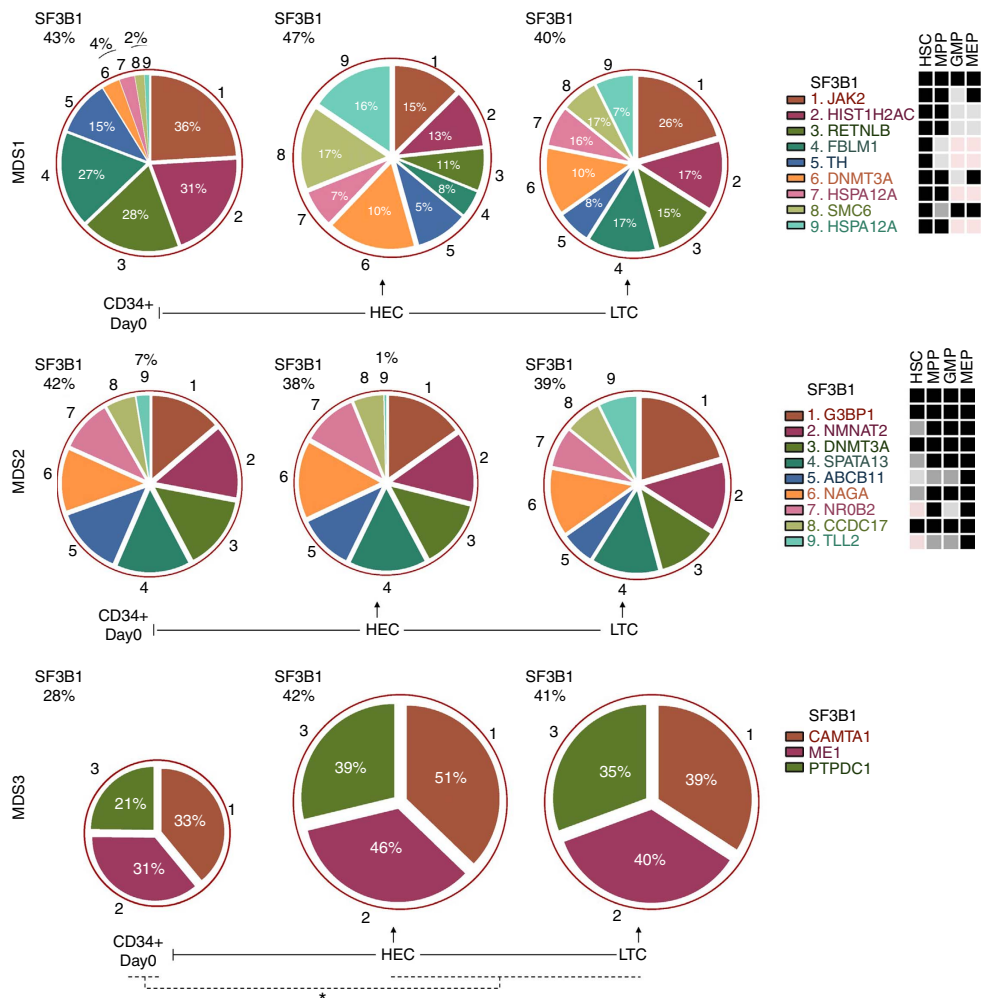 SF3B1
43%
4%
2%
1
2
3
4
5
6
7
8
9
36%
31%
28%
27%
15%
SF3B1
47%
1
2
3
4
5
6
7
8
9
15%
13%
11%
8%
5%
10%
7%
17%
16%
SF3B1
40%
1
2
3
4
5
6
7
8
9
26%
17%
15%
17%
8%
10%
16%
17%
7%
HSC
MPP
GMP
MEP
SF3B1
1. JAK2
2. HIST1H2AC
3. RETNLB
4. FBLM1
5. TH
6. DNMT3A
7. HSPA12A
8. SMC6
9. HSPA12A
MDS1
CD34+
Day0
HEC
LTC
SF3B1
42%
7%
1
2
3
4
5
6
7
8
9
SF3B1
38%
1%
1
2
3
4
5
6
7
8
9
SF3B1
39%
1
2
3
4
5
6
7
8
9
HSC
MPP
GMP
MEP
SF3B1
1. G3BP1
2. NMNAT2
3. DNMT3A
4. SPATA13
5. ABCB11
6. NAGA
7. NR0B2
8. CCDC17
9. TLL2
MDS2
CD34+
Day0
HEC
LTC
SF3B1
28%
1
2
3
33%
31%
21%
SF3B1
42%
1
2
3
51%
46%
39%
SF3B1
41%
1
2
3
39%
40%
35%
SF3B1
CAMTA1
ME1
PTPDC1
MDS3
CD34+
Day0
HEC
LTC
*